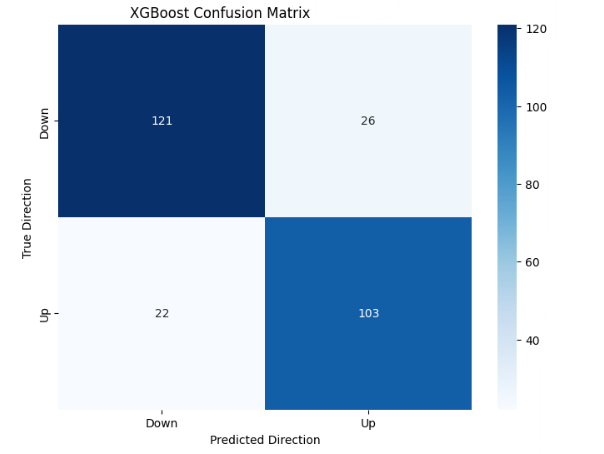 XGBoost Confusion Matrix
True Direction
Down
121
26
Up
22
103
Down
Up
Predicted Direction
120
100
80
60
40